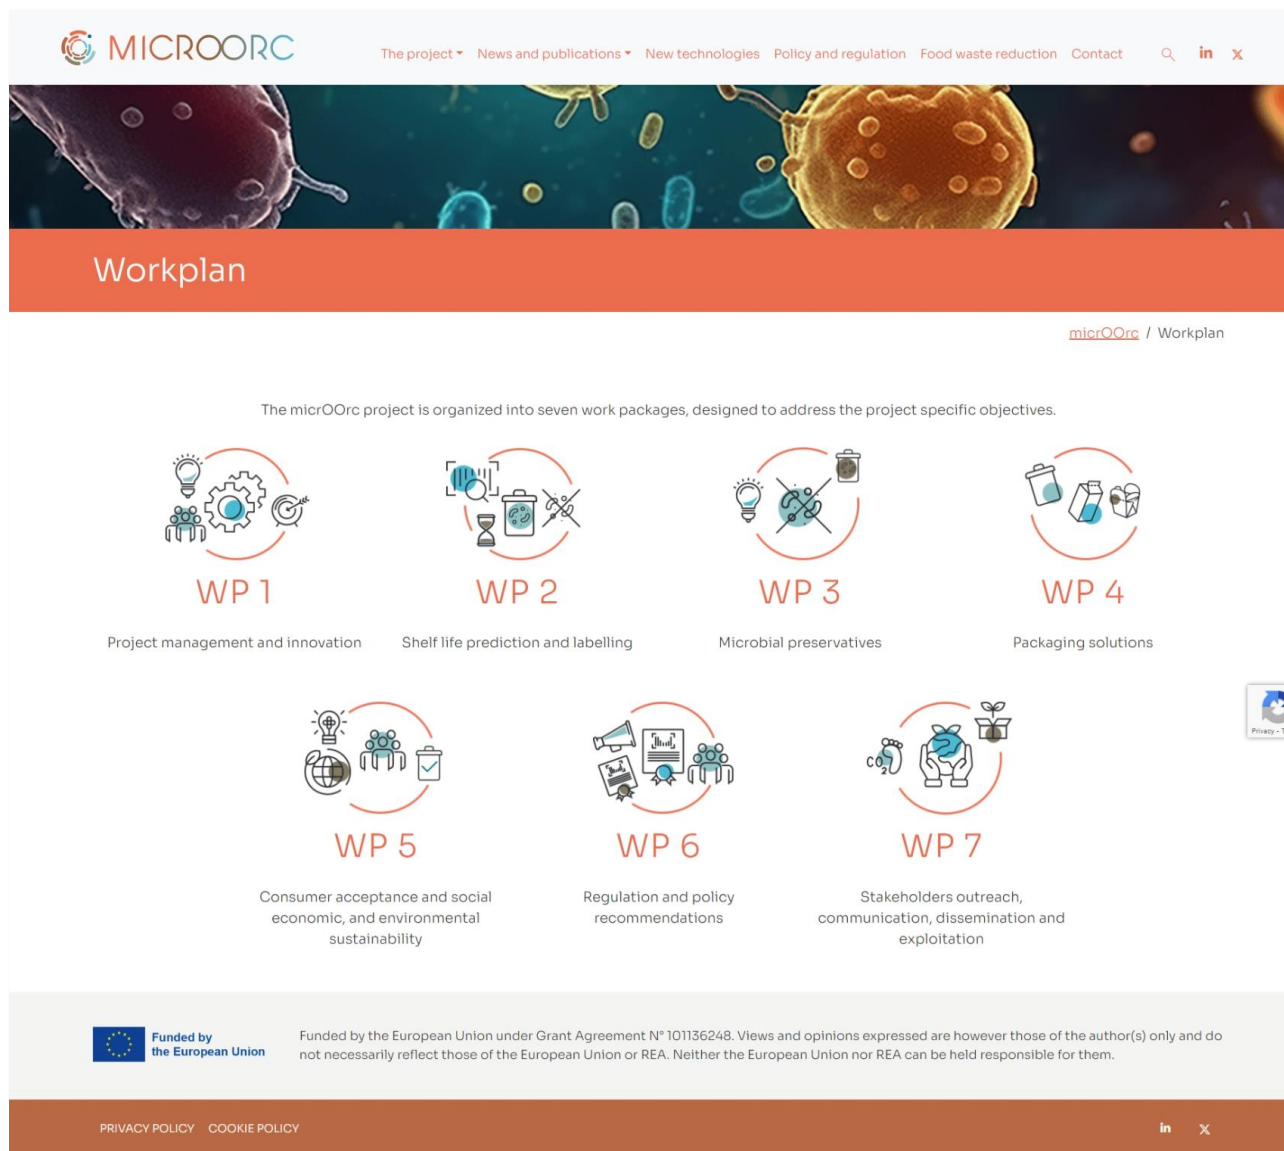 MICROORC
The project News and publications New technologies Policy and regulation Food waste reduction Contact
in X
Workplan
micrOOrc / Workplan
The micrOOrc project is organized into seven work packages, designed to address the project specific objectives.
WP 1
Project management and innovation
WP 2
Shelf life prediction and labelling
WP 3
Microbial preservatives
WP 4
Packaging solutions
WP 5
Consumer acceptance and social
economic, and environmental
sustainability
WP 6
Regulation and policy
recommendations
CO2
WP 7
Stakeholders outreach,
communication, dissemination and
exploitation
Privacy - T
Funded by
the European Union
Funded by the European Union under Grant Agreement N° 101136248. Views and opinions expressed are however those of the author(s) only and do
not necessarily reflect those of the European Union or REA. Neither the European Union nor REA can be held responsible for them.
PRIVACY POLICY COOKIE POLICY
in X